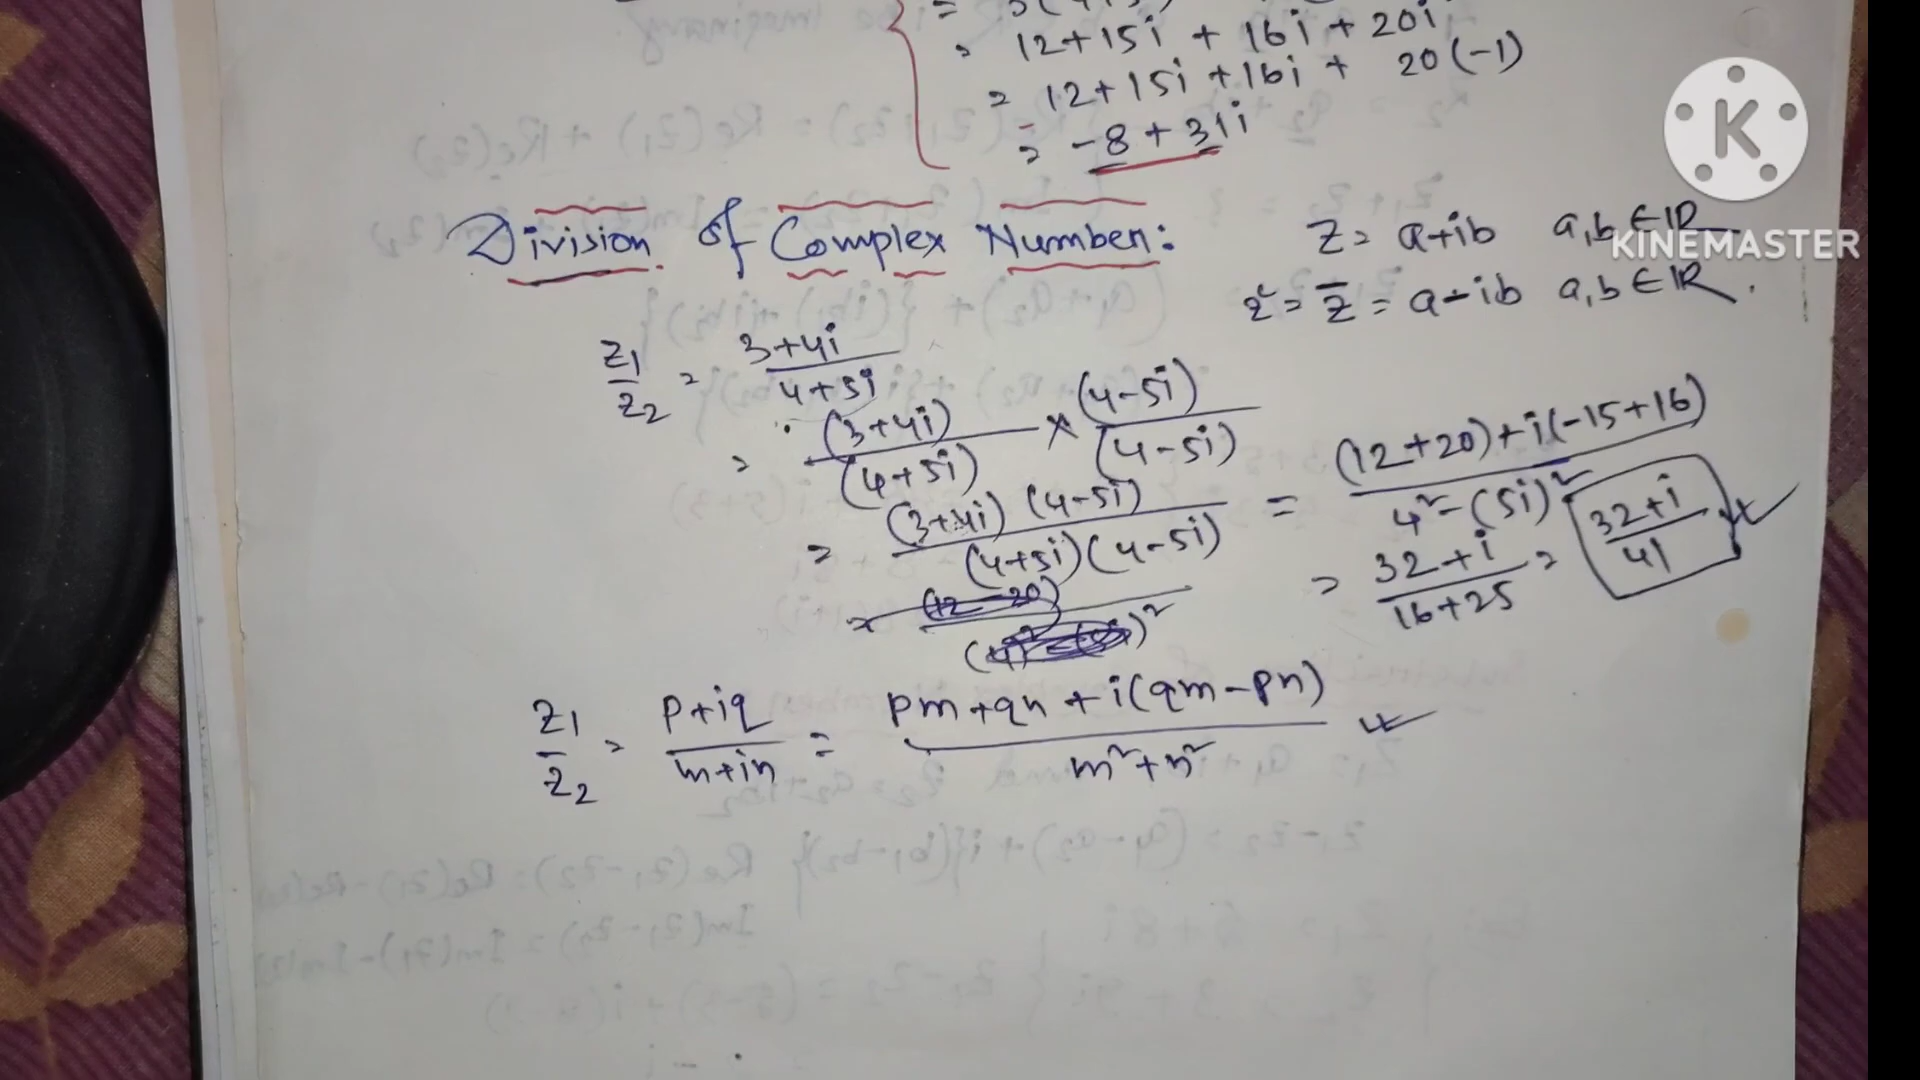 = 12+15i + 16i + 20i
= 12+15i +16i + 20(-1)
= -8 + 31i
K
KINEMASTER
Division of Complex Number:
z = a+ib a,b ∈ IR
z² = z̅ = a-ib a,b ∈ IR.
z₁/z₂ = 3+4i/4+5i
= (3+4i)/(4+5i) × (4-5i)/(4-5i)
= (3+4i)(4-5i)/(4+5i)(4-5i) = (12+20)+i(-15+16)/4²-(5i)²
= 32+i/16+25 = 32+i/41
z₁/z₂ = p+iq/m+in = pm+qn+i(qm-pn)/m²+n²